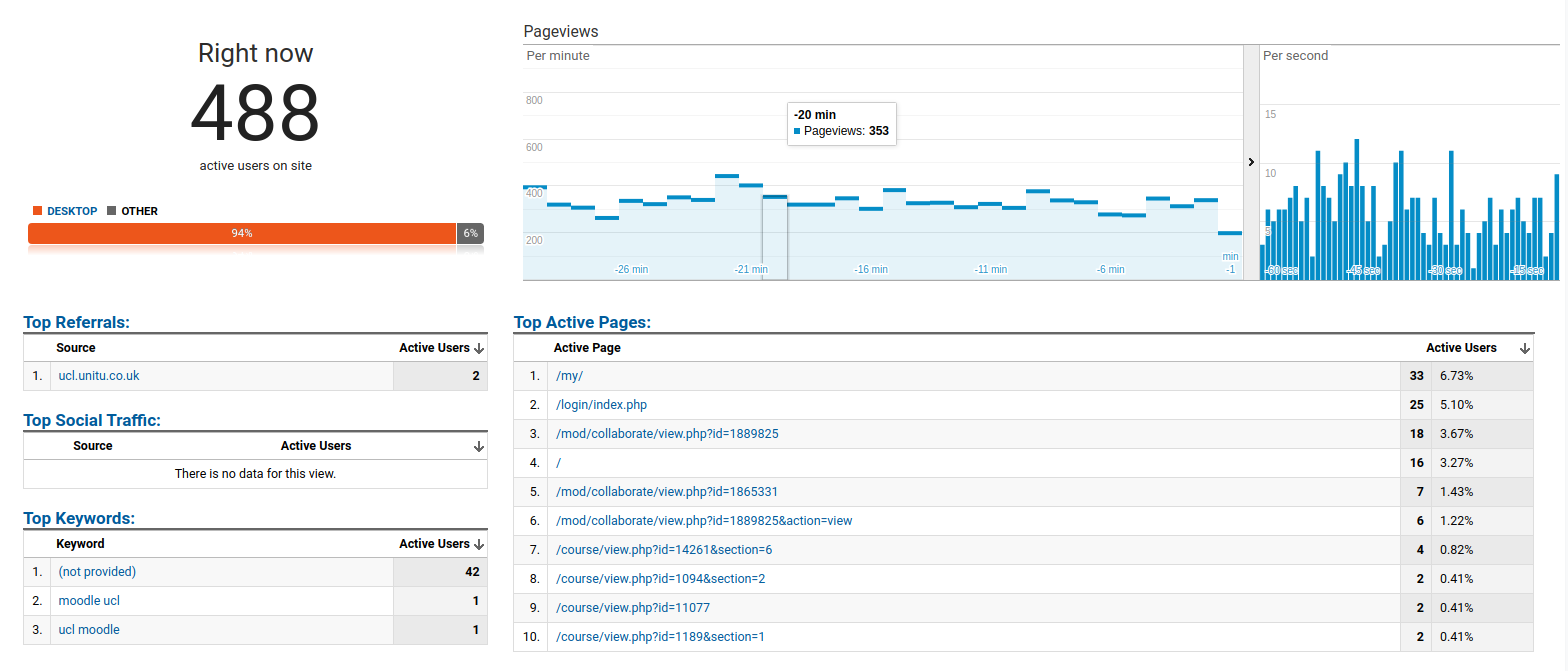 Right now
488
active users on site
DESKTOP OTHER
94% 6%
Pageviews
Per minute
800
600
400
200
-20 min
Pageviews: 353
-26 min -21 min -16 min -11 min -6 min min
-1
Per second
15
10
5
-60 sec -45 sec -30 sec -15 sec
Top Referrals:
Source Active Users
1. ucl.unitu.co.uk 2
Top Social Traffic:
Source Active Users
There is no data for this view.
Top Keywords:
Keyword Active Users
1. (not provided) 42
2. moodle ucl 1
3. ucl moodle 1
Top Active Pages:
Active Page Active Users
1. /my/ 33 6.73%
2. /login/index.php 25 5.10%
3. /mod/collaborate/view.php?id=1889825 18 3.67%
4. / 16 3.27%
5. /mod/collaborate/view.php?id=1865331 7 1.43%
6. /mod/collaborate/view.php?id=1889825&action=view 6 1.22%
7. /course/view.php?id=14261&section=6 4 0.82%
8. /course/view.php?id=1094&section=2 2 0.41%
9. /course/view.php?id=11077 2 0.41%
10. /course/view.php?id=1189&section=1 2 0.41%